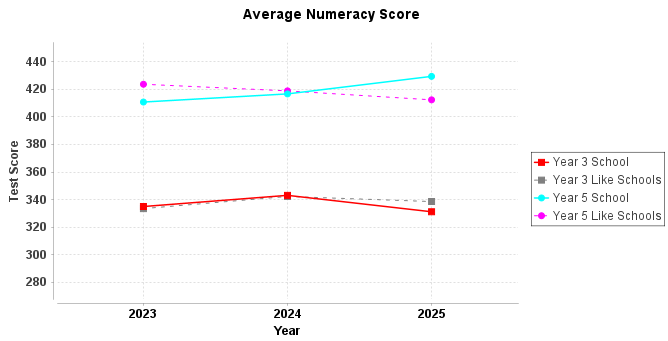 Average Numeracy Score
440
420
400
380
360
340
320
300
280
Test Score
2023
2024
2025
Year
Year 3 School
Year 3 Like Schools
Year 5 School
Year 5 Like Schools